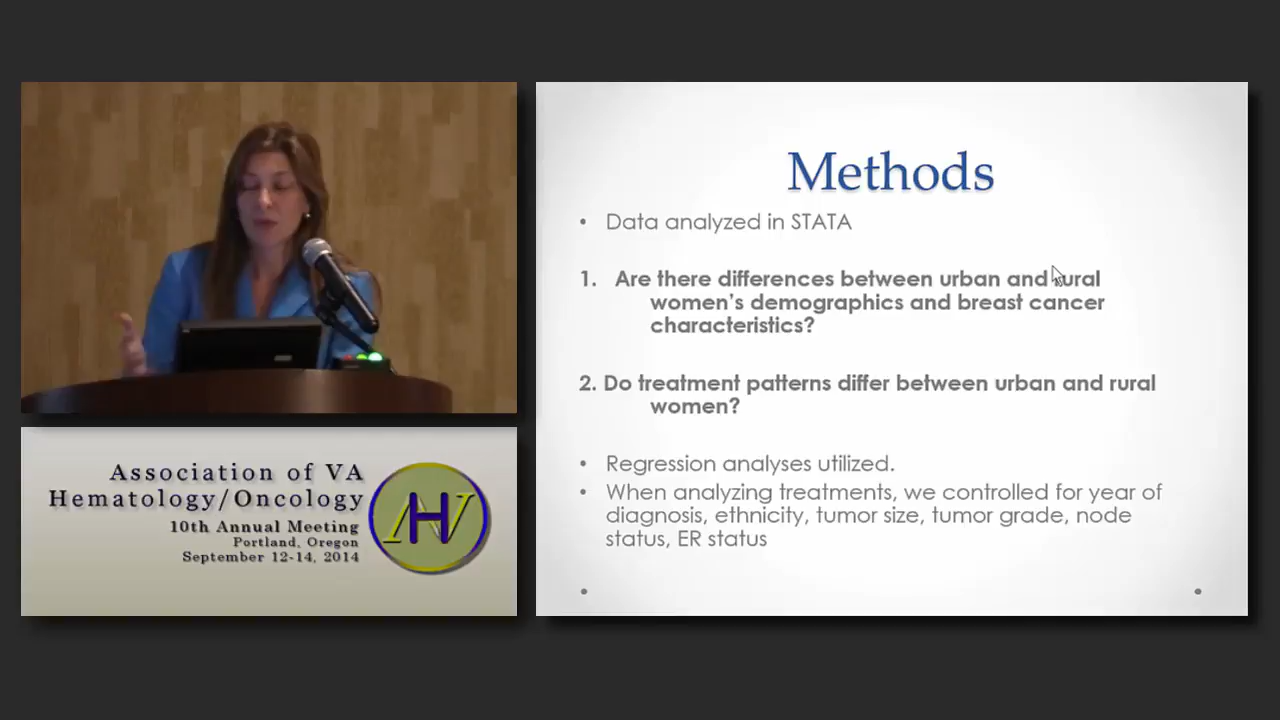 Methods
• Data analyzed in STATA
1. Are there differences between urban and rural
women's demographics and breast cancer
characteristics?
2. Do treatment patterns differ between urban and rural
women?
• Regression analyses utilized.
• When analyzing treatments, we controlled for year of
diagnosis, ethnicity, tumor size, tumor grade, node
status, ER status
Association of VA
Hematology/Oncology
10th Annual Meeting
Portland, Oregon
September 12-14, 2014
AHV